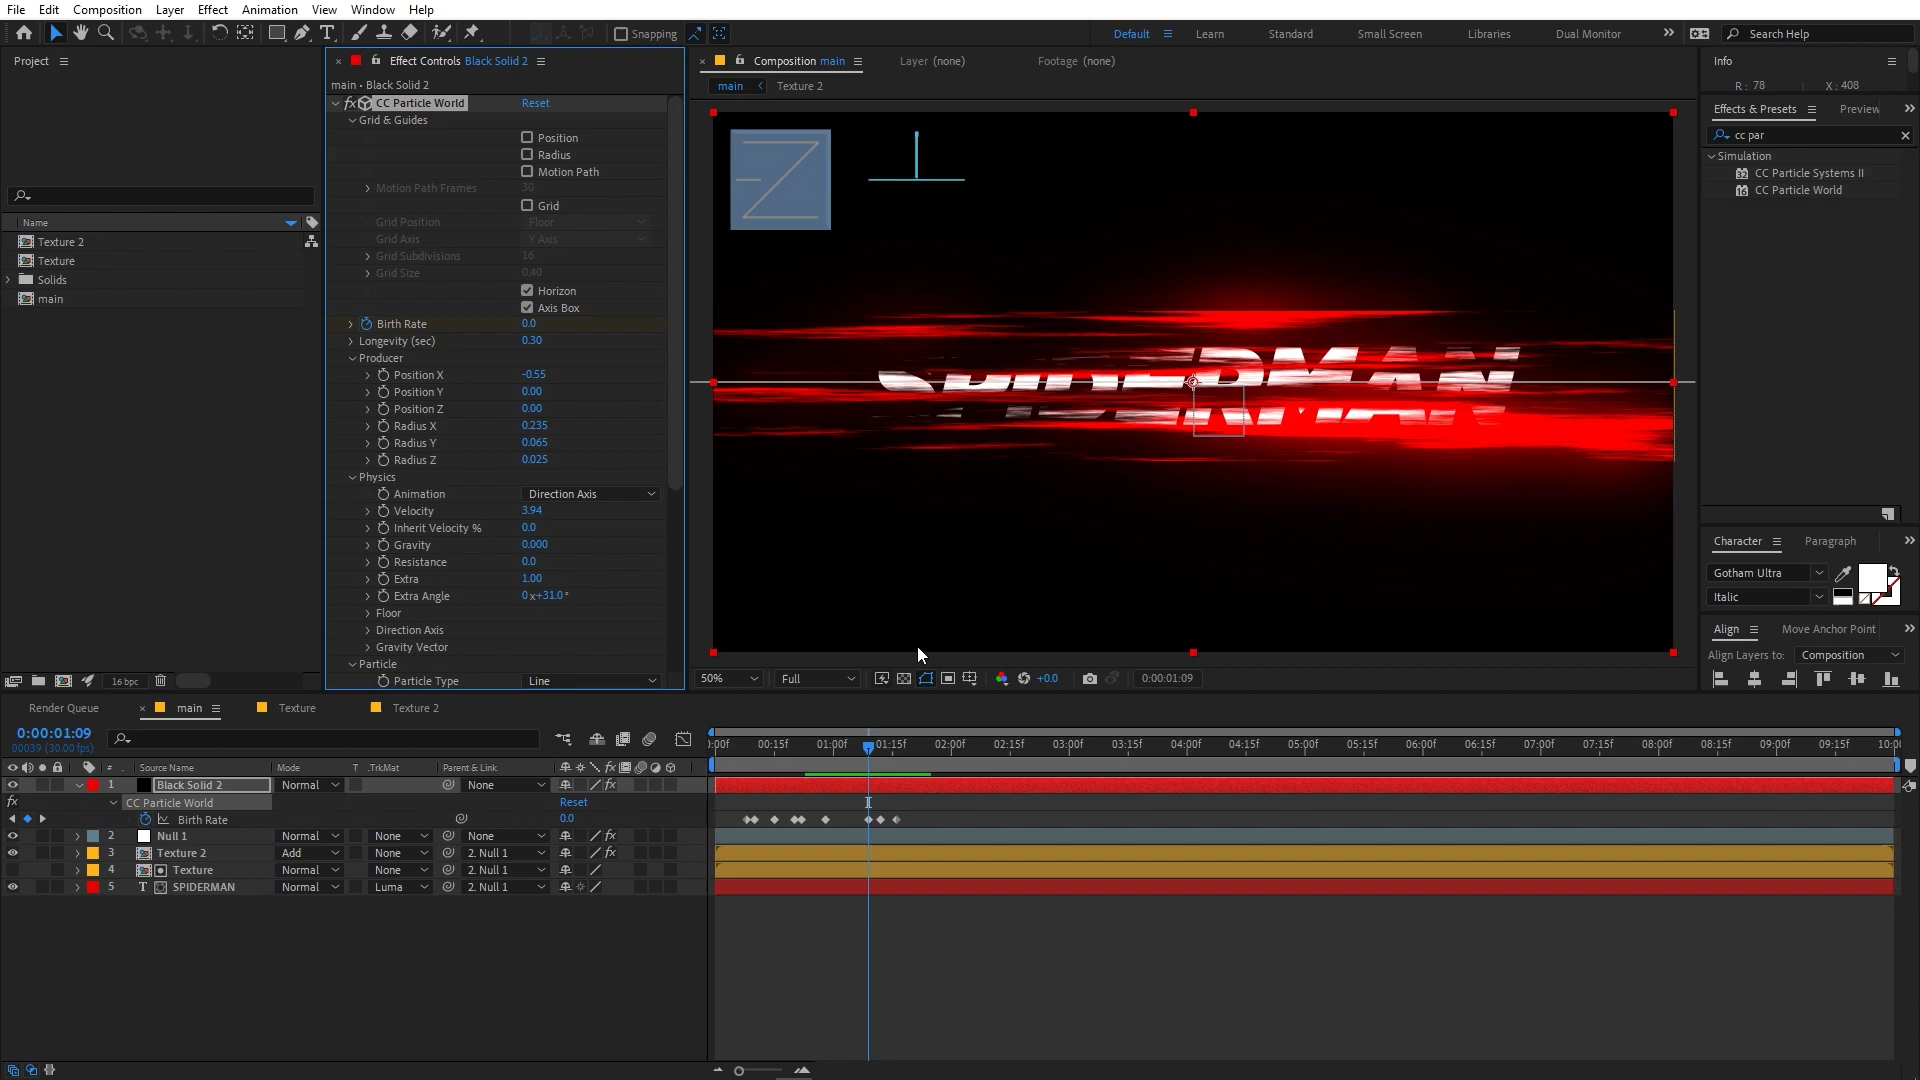 File Edit Composition Layer Effect Animation View Window Help
Snapping
Default Learn Standard Small Screen Libraries Dual Monitor Search Help
Project
Name
Texture 2
Texture
Solids
main
16 bpc
Effect Controls Black Solid 2
main • Black Solid 2
fx CC Particle World Reset
Grid & Guides
Position
Radius
Motion Path
Motion Path Frames 30
Grid
Grid Position Floor
Grid Axis Y Axis
Grid Subdivisions 16
Grid Size 0.40
Horizon
Axis Box
Birth Rate 0.0
Longevity (sec) 0.30
Producer
Position X -0.55
Position Y 0.00
Position Z 0.00
Radius X 0.235
Radius Y 0.065
Radius Z 0.025
Physics
Animation Direction Axis
Velocity 3.94
Inherit Velocity % 0.0
Gravity 0.000
Resistance 0.0
Extra 1.00
Extra Angle 0x+31.0°
Floor
Direction Axis
Gravity Vector
Particle
Particle Type Line
Composition main Layer (none) Footage (none)
main Texture 2
SPIDERMAN
50% Full +0.0 0:00:01:09
Info
R: 78 X: 408
Effects & Presets Preview
cc par
Simulation
CC Particle Systems II
CC Particle World
Character Paragraph
Gotham Ultra
Italic
Align Move Anchor Point
Align Layers to: Composition
Render Queue main Texture Texture 2
0:00:01:09
00039 (30.00 fps)
# Source Name Mode T .TrkMat Parent & Link
1 Black Solid 2 Normal None
fx CC Particle World Reset
Birth Rate 0.0
2 Null 1 Normal None None
3 Texture 2 Add None 2. Null 1
4 Texture Normal None 2. Null 1
5 T SPIDERMAN Normal Luma 2. Null 1
:00f 00:15f 01:00f 01:15f 02:00f 02:15f 03:00f 03:15f 04:00f 04:15f 05:00f 05:15f 06:00f 06:15f 07:00f 07:15f 08:00f 08:15f 09:00f 09:15f 10:0